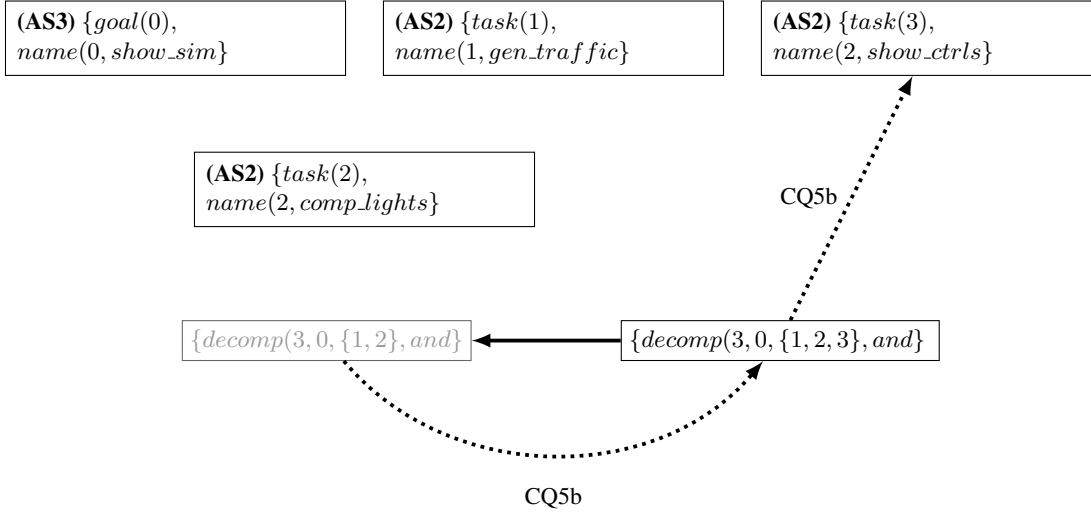 (AS3) {goal(0),
name(0, show_sim}
(AS2) {task(1),
name(1, gen_traffic}
(AS2) {task(3),
name(2, show_ctrls}
(AS2) {task(2),
name(2, comp_lights}
CQ5b
{decomp(3, 0, {1, 2}, and}
{decomp(3, 0, {1, 2, 3}, and}
CQ5b